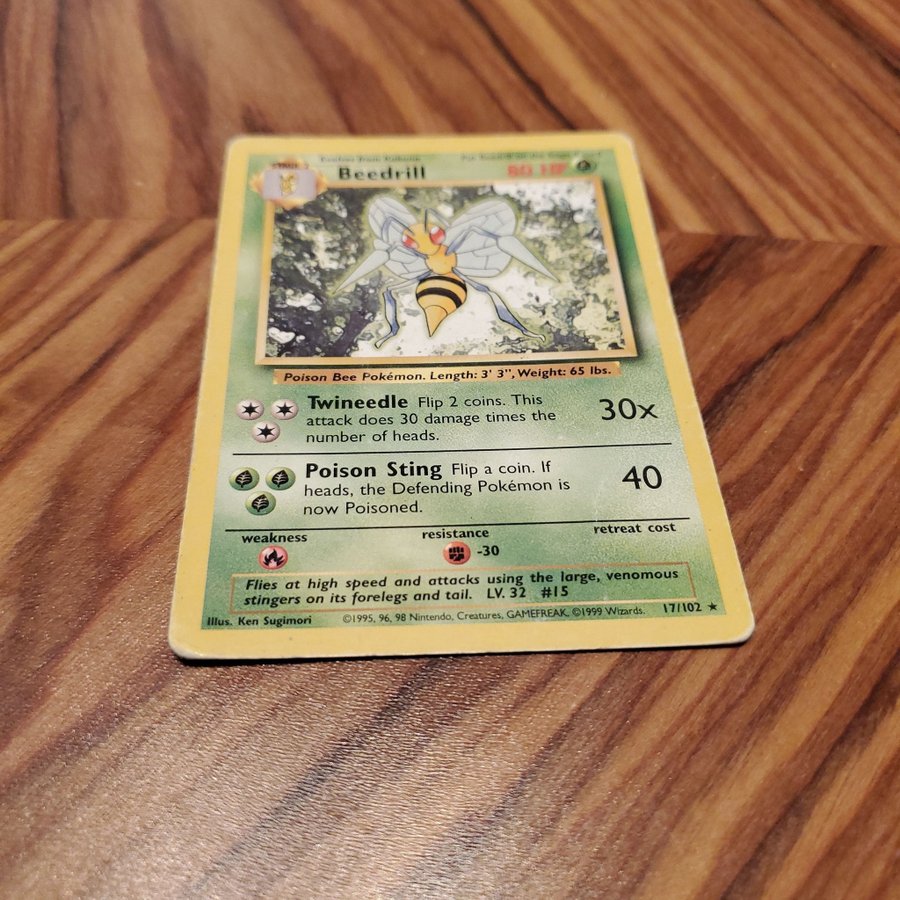 Evolves from Kakuna
Beedrill
80 HP
Poison Bee Pokémon. Length: 3' 3", Weight: 65 lbs.
Twineedle Flip 2 coins. This
attack does 30 damage times the
number of heads.
30x
Poison Sting Flip a coin. If
heads, the Defending Pokémon is
now Poisoned.
40
weakness
resistance
retreat cost
-30
Flies at high speed and attacks using the large, venomous
stingers on its forelegs and tail. LV. 32 #15
Illus. Ken Sugimori
©1995, 96, 98 Nintendo, Creatures, GAMEFREAK. ©1999 Wizards.
17/102 ★